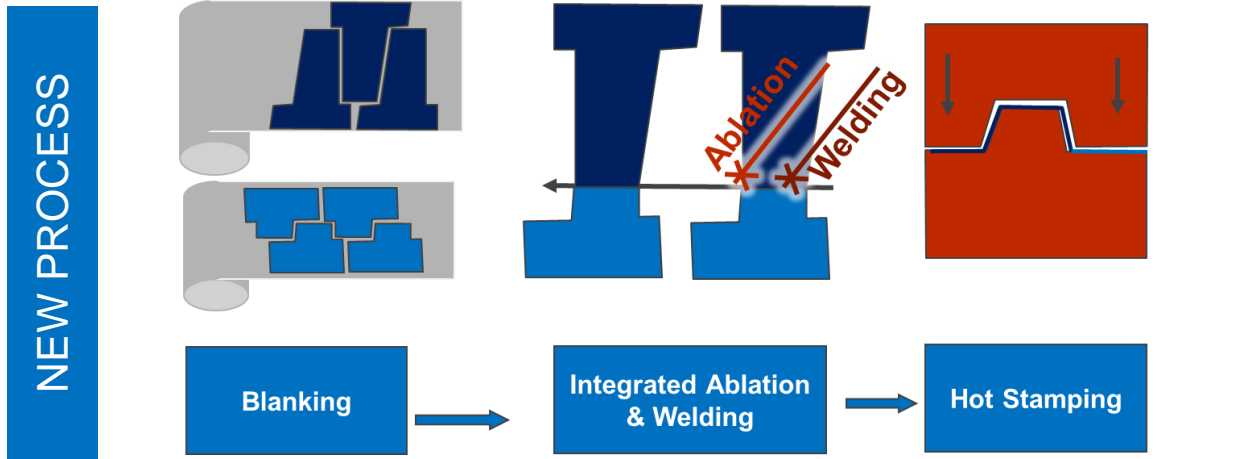 NEW PROCESS
Ablation
Welding
Blanking
Integrated Ablation
& Welding
Hot Stamping